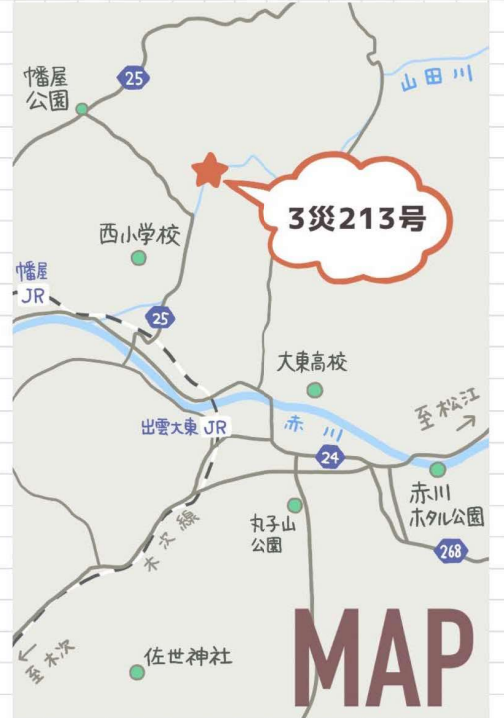 幡屋
公園
25
山田川
3災213号
西小学校
幡屋
JR
25
大東高校
至松江
出雲大東 JR
赤川
24
赤川
ホタル公園
丸子山
公園
268
木次線
至木次
佐世神社
MAP